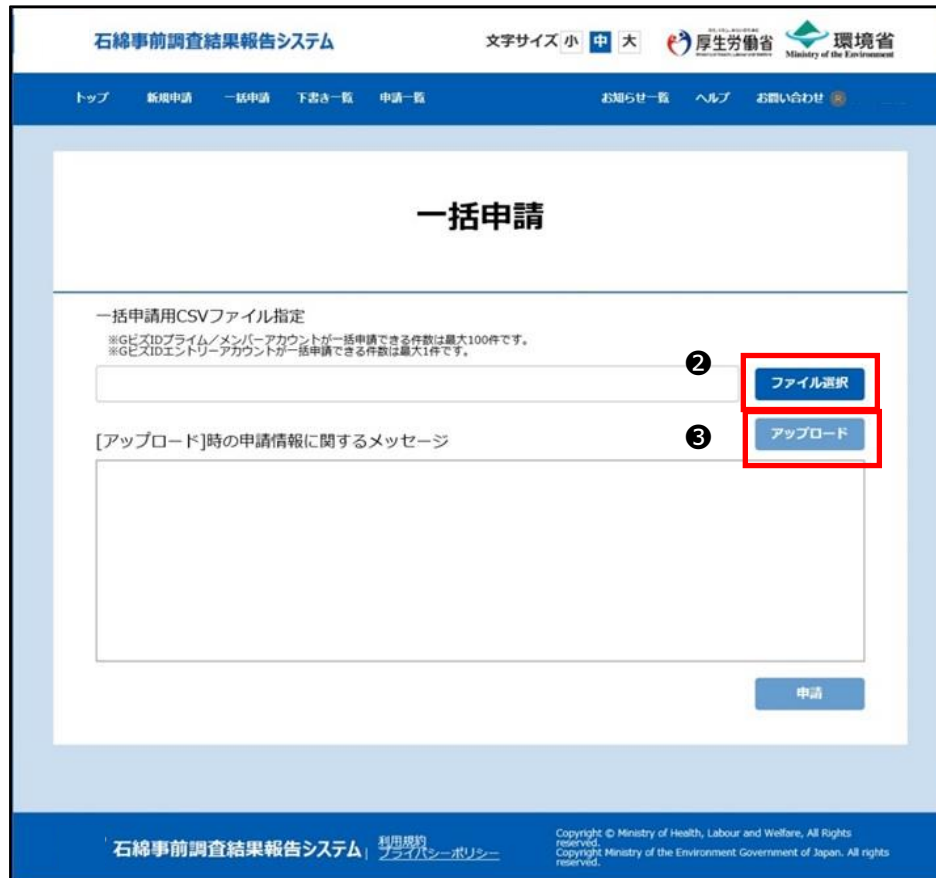 石綿事前調査結果報告システム 文字サイズ 小 中 大 厚生労働省 環境省
Ministry of the Environment
トップ 新規申請 一括申請 下書き一覧 申請一覧 お知らせ一覧 ヘルプ お問い合わせ
一括申請
一括申請用CSVファイル指定
※GビズIDプライム/メンバーアカウントが一括申請できる件数は最大100件です。
※GビズIDエントリーアカウントが一括申請できる件数は最大1件です。
❷ ファイル選択
[アップロード]時の申請情報に関するメッセージ ❸ アップロード
申請
石綿事前調査結果報告システム | 利用規約
プライバシーポリシー
Copyright © Ministry of Health, Labour and Welfare, All Rights
reserved.
Copyright Ministry of the Environment Government of Japan. All rights
reserved.